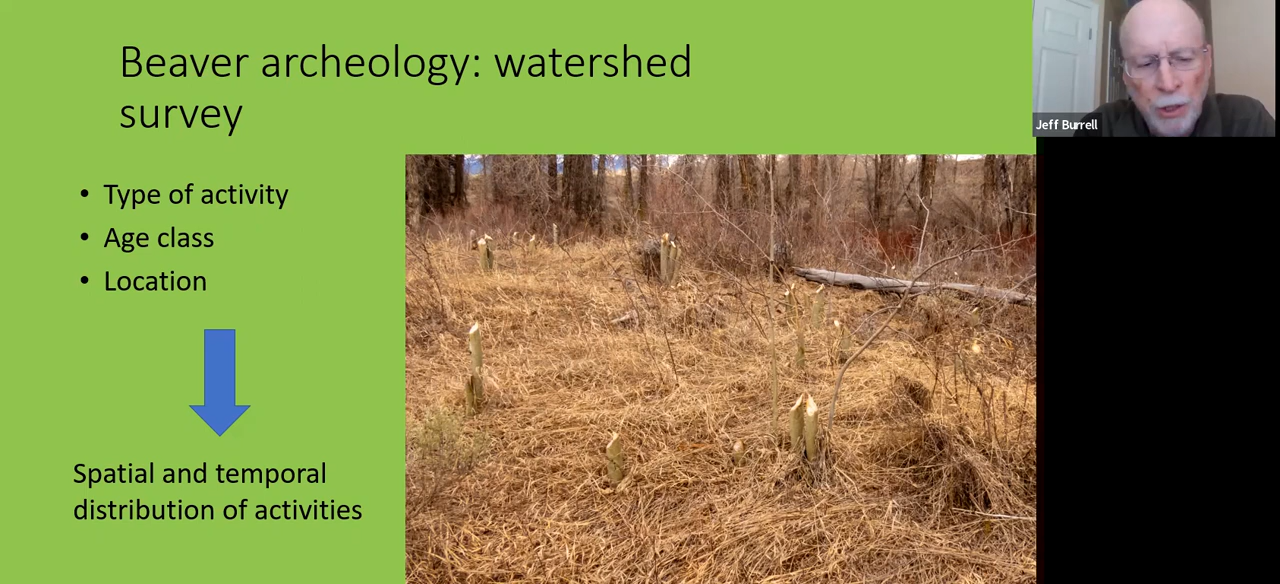 Beaver archeology: watershed
survey
• Type of activity
• Age class
• Location
Spatial and temporal
distribution of activities
Jeff Burrell